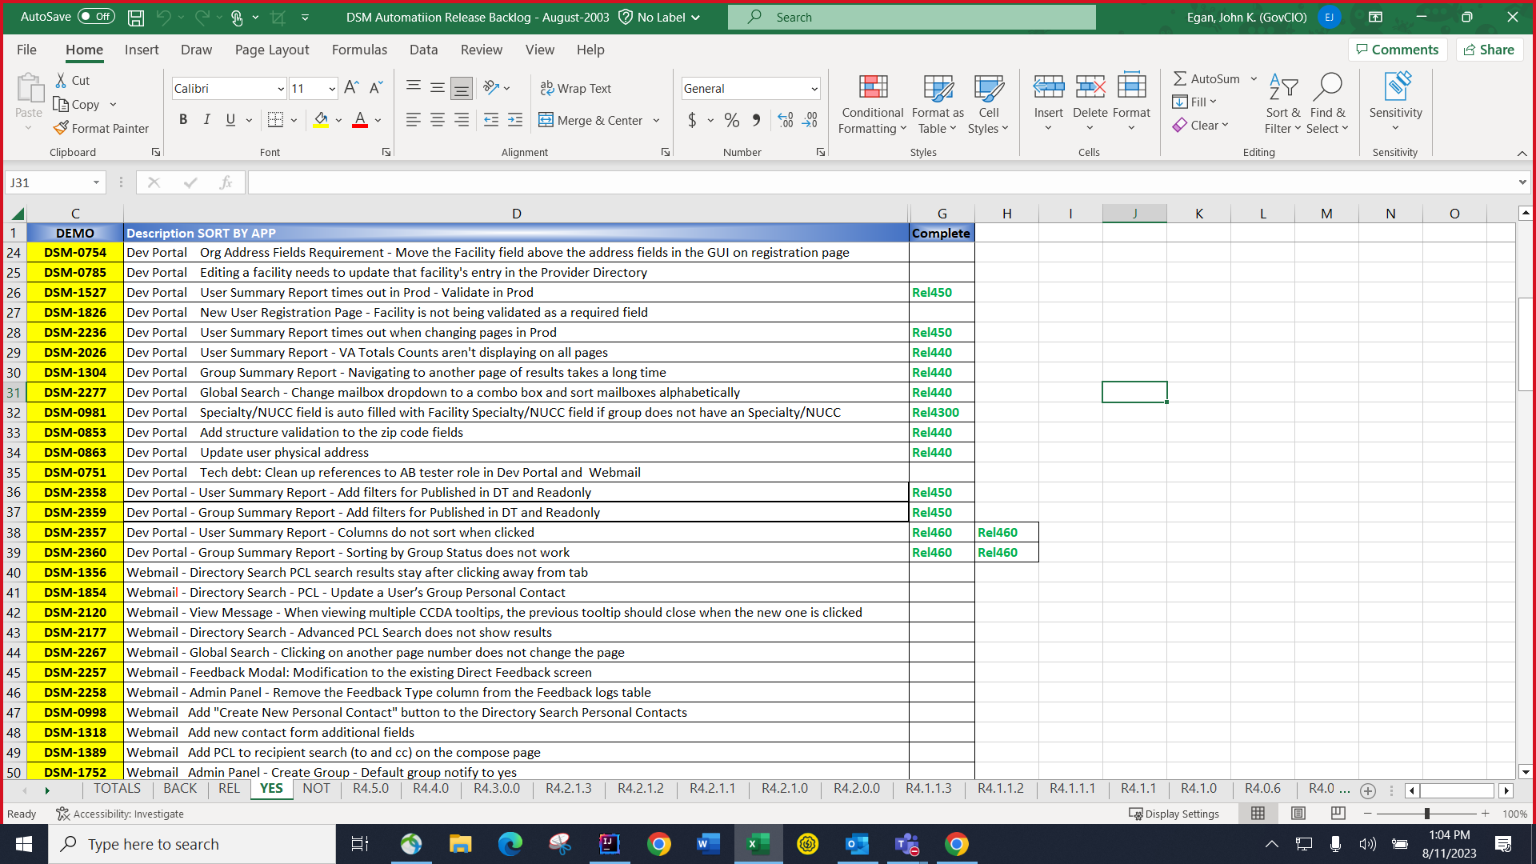 AutoSave Off DSM Automatiion Release Backlog - August-2003 No Label Search Egan, John K. (GovCIO) EJ
File Home Insert Draw Page Layout Formulas Data Review View Help Comments Share
Paste Cut Copy Format Painter
Calibri 11 A A B I U A
Wrap Text Merge & Center
General $ % 9 .00
Conditional Formatting Format as Table Cell Styles
Insert Delete Format
AutoSum Fill Clear Sort & Filter Find & Select
Sensitivity
Clipboard Font Alignment Number Styles Cells Editing Sensitivity
J31 fx
C D G H I J K L M N O
1 DEMO Description SORT BY APP Complete
24 DSM-0754 Dev Portal Org Address Fields Requirement - Move the Facility field above the address fields in the GUI on registration page
25 DSM-0785 Dev Portal Editing a facility needs to update that facility's entry in the Provider Directory
26 DSM-1527 Dev Portal User Summary Report times out in Prod - Validate in Prod Rel450
27 DSM-1826 Dev Portal New User Registration Page - Facility is not being validated as a required field
28 DSM-2236 Dev Portal User Summary Report times out when changing pages in Prod Rel450
29 DSM-2026 Dev Portal User Summary Report - VA Totals Counts aren't displaying on all pages Rel440
30 DSM-1304 Dev Portal Group Summary Report - Navigating to another page of results takes a long time Rel440
31 DSM-2277 Dev Portal Global Search - Change mailbox dropdown to a combo box and sort mailboxes alphabetically Rel440
32 DSM-0981 Dev Portal Specialty/NUCC field is auto filled with Facility Specialty/NUCC field if group does not have an Specialty/NUCC Rel4300
33 DSM-0853 Dev Portal Add structure validation to the zip code fields Rel440
34 DSM-0863 Dev Portal Update user physical address Rel440
35 DSM-0751 Dev Portal Tech debt: Clean up references to AB tester role in Dev Portal and Webmail
36 DSM-2358 Dev Portal - User Summary Report - Add filters for Published in DT and Readonly Rel450
37 DSM-2359 Dev Portal - Group Summary Report - Add filters for Published in DT and Readonly Rel450
38 DSM-2357 Dev Portal - User Summary Report - Columns do not sort when clicked Rel460 Rel460
39 DSM-2360 Dev Portal - Group Summary Report - Sorting by Group Status does not work Rel460 Rel460
40 DSM-1356 Webmail - Directory Search PCL search results stay after clicking away from tab
41 DSM-1854 Webmail - Directory Search - PCL - Update a User's Group Personal Contact
42 DSM-2120 Webmail - View Message - When viewing multiple CCDA tooltips, the previous tooltip should close when the new one is clicked
43 DSM-2177 Webmail - Directory Search - Advanced PCL Search does not show results
44 DSM-2267 Webmail - Global Search - Clicking on another page number does not change the page
45 DSM-2257 Webmail - Feedback Modal: Modification to the existing Direct Feedback screen
46 DSM-2258 Webmail - Admin Panel - Remove the Feedback Type column from the Feedback logs table
47 DSM-0998 Webmail Add "Create New Personal Contact" button to the Directory Search Personal Contacts
48 DSM-1318 Webmail Add new contact form additional fields
49 DSM-1389 Webmail Add PCL to recipient search (to and cc) on the compose page
50 DSM-1752 Webmail Admin Panel - Create Group - Default group notify to yes
TOTALS BACK REL YES NOT R4.5.0 R4.4.0 R4.3.0.0 R4.2.1.3 R4.2.1.2 R4.2.1.1 R4.2.1.0 R4.2.0.0 R4.1.1.3 R4.1.1.2 R4.1.1.1 R4.1.1 R4.1.0 R4.0.6 R4.0 ...
Ready Accessibility: Investigate Display Settings 100%
Type here to search 1:04 PM
8/11/2023